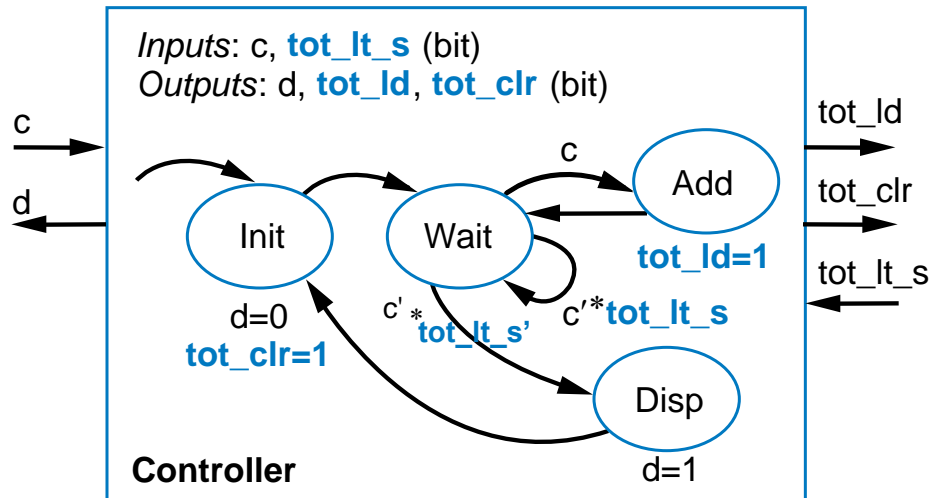 Inputs: c, tot_lt_s (bit)
Outputs: d, tot_ld, tot_clr (bit)
c
d
tot_ld
tot_clr
tot_lt_s
c
Add
Init
Wait
tot_ld=1
d=0
tot_clr=1
c' * tot_lt_s’
c'*tot_lt_s
Disp
d=1
Controller